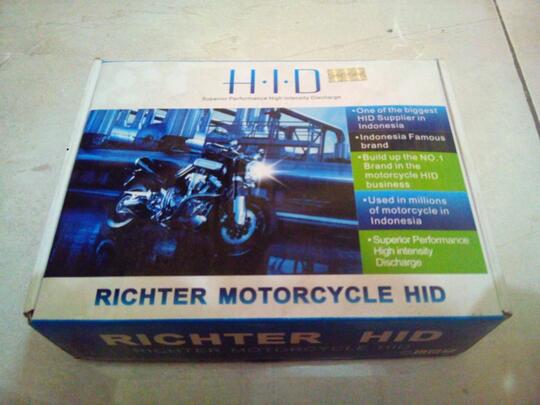 H·I·D
Superior Performance High Intensity Discharge
•One of the biggest
HID Supplier in
Indonesia
•Indonesia Famous
brand
•Build up the NO.1
Brand in the
motorcycle HID
business
•Used in millions
of motorcycle in
Indonesia
•Superior Performance
High intensity
Discharge
RICHTER MOTORCYCLE HID
RICHTER HID
RICHTER MOTORCYCLE HID